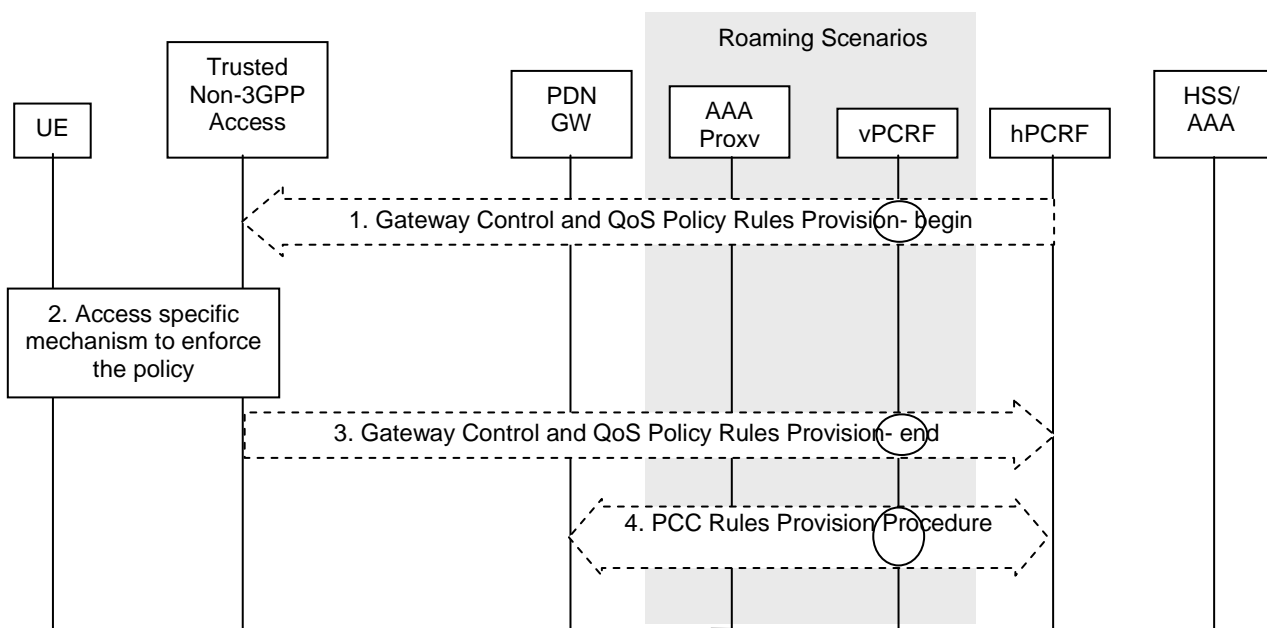 Roaming Scenarios
UE
Trusted
Non-3GPP
Access
PDN
GW
AAA
Proxv
vPCRF
hPCRF
HSS/
AAA
1. Gateway Control and QoS Policy Rules Provision- begin
2. Access specific
mechanism to enforce
the policy
3. Gateway Control and QoS Policy Rules Provision- end
4. PCC Rules Provision Procedure